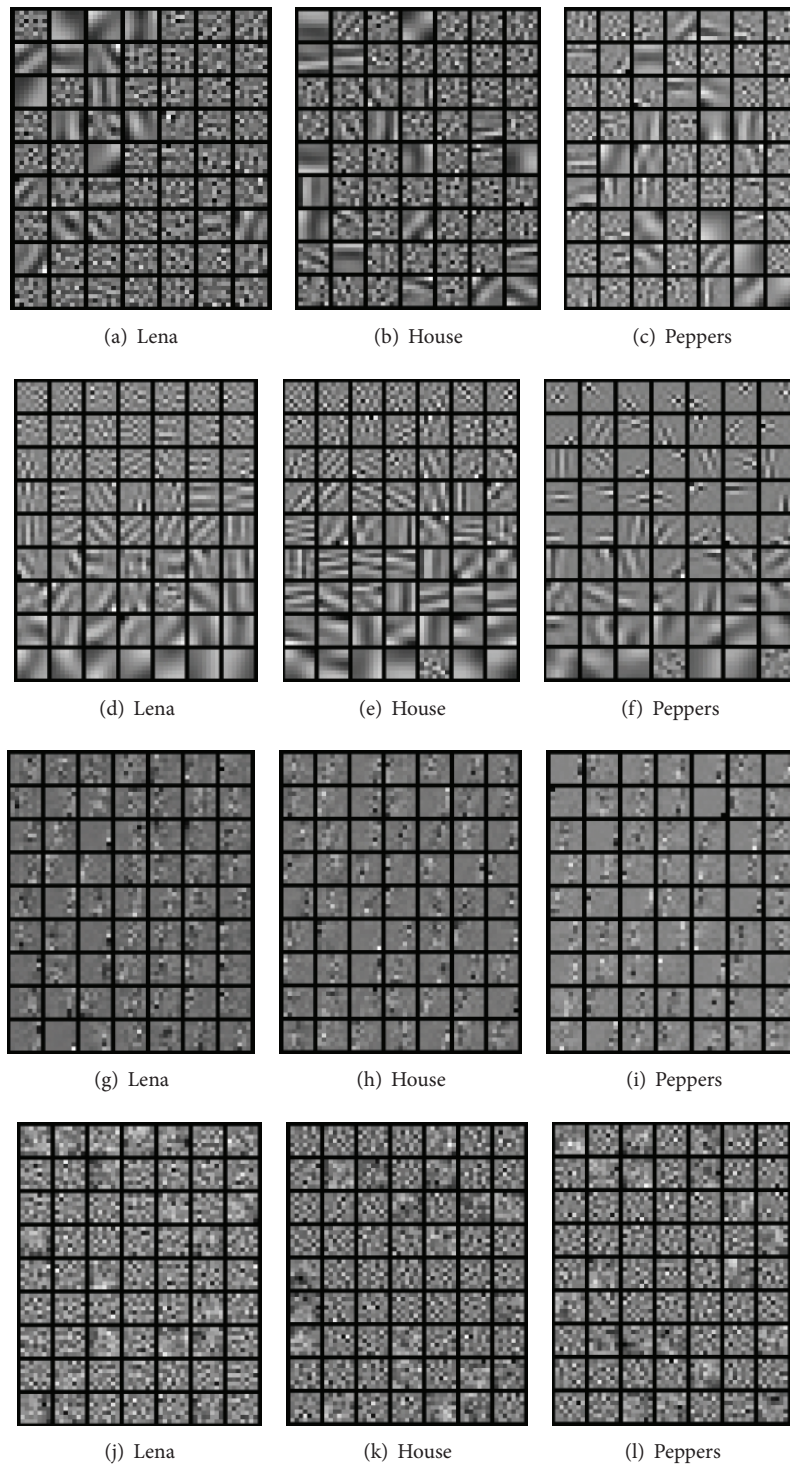 (a) Lena
(b) House
(c) Peppers
(d) Lena
(e) House
(f) Peppers
(g) Lena
(h) House
(i) Peppers
(j) Lena
(k) House
(l) Peppers